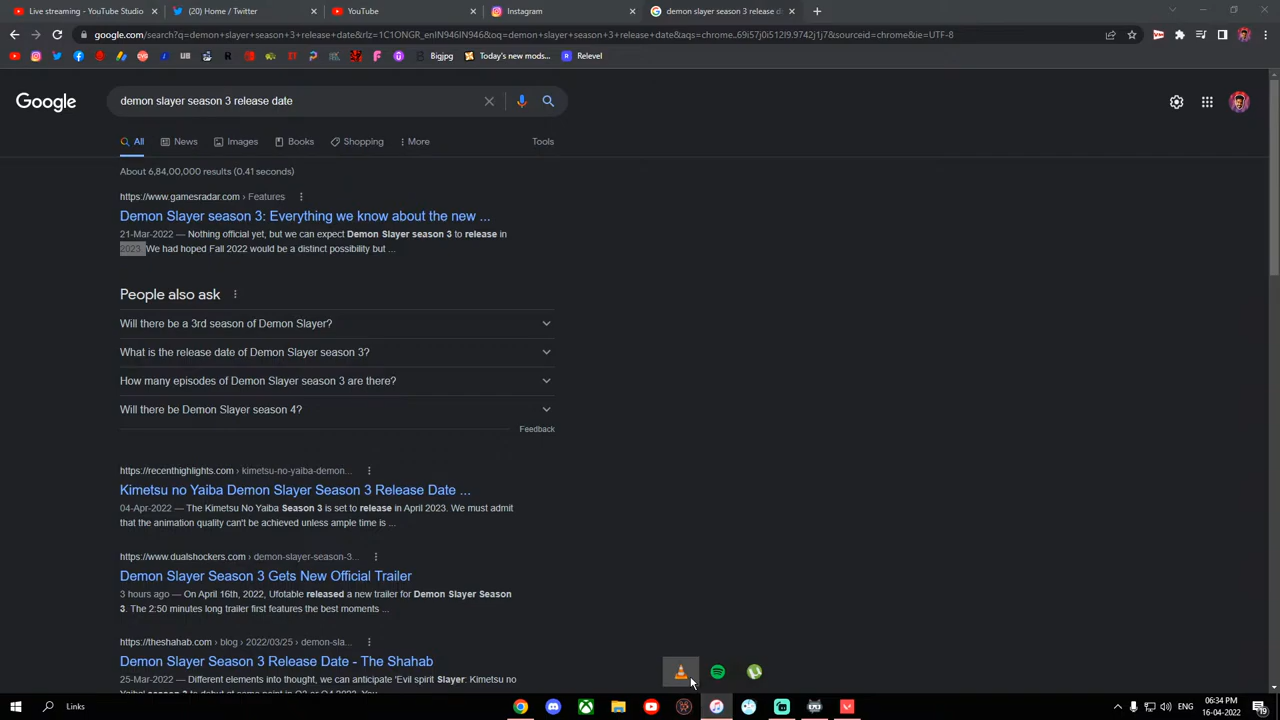 Live streaming - YouTube Studio
(20) Home / Twitter
YouTube
Instagram
demon slayer season 3 release d
google.com/search?q=demon+slayer+season+3+release+date&rlz=1C1ONGR_enIN946IN946&oq=demon+slayer+season+3+release+date&aqs=chrome..69i57j0i512l9.9742j1j7&sourceid=chrome&ie=UTF-8
Bigjpg
Today's new mods...
Relevel
Google
demon slayer season 3 release date
All
News
Images
Books
Shopping
More
Tools
About 6,84,00,000 results (0.41 seconds)
https://www.gamesradar.com › Features
Demon Slayer season 3: Everything we know about the new ...
21-Mar-2022 — Nothing official yet, but we can expect Demon Slayer season 3 to release in
2023. We had hoped Fall 2022 would be a distinct possibility but ...
People also ask
Will there be a 3rd season of Demon Slayer?
What is the release date of Demon Slayer season 3?
How many episodes of Demon Slayer season 3 are there?
Will there be Demon Slayer season 4?
Feedback
https://recenthighlights.com › kimetsu-no-yaiba-demon...
Kimetsu no Yaiba Demon Slayer Season 3 Release Date ...
04-Apr-2022 — The Kimetsu No Yaiba Season 3 is set to release in April 2023. We must admit
that the animation quality can't be achieved unless ample time is ...
https://www.dualshockers.com › demon-slayer-season-3...
Demon Slayer Season 3 Gets New Official Trailer
3 hours ago — On April 16th, 2022, Ufotable released a new trailer for Demon Slayer Season
3. The 2:50 minutes long trailer first features the best moments ...
https://theshahab.com › blog › 2022/03/25 › demon-sla...
Demon Slayer Season 3 Release Date - The Shahab
25-Mar-2022 — Different elements into thought, we can anticipate 'Evil spirit Slayer: Kimetsu no
Links
ENG
06:34 PM
16-04-2022